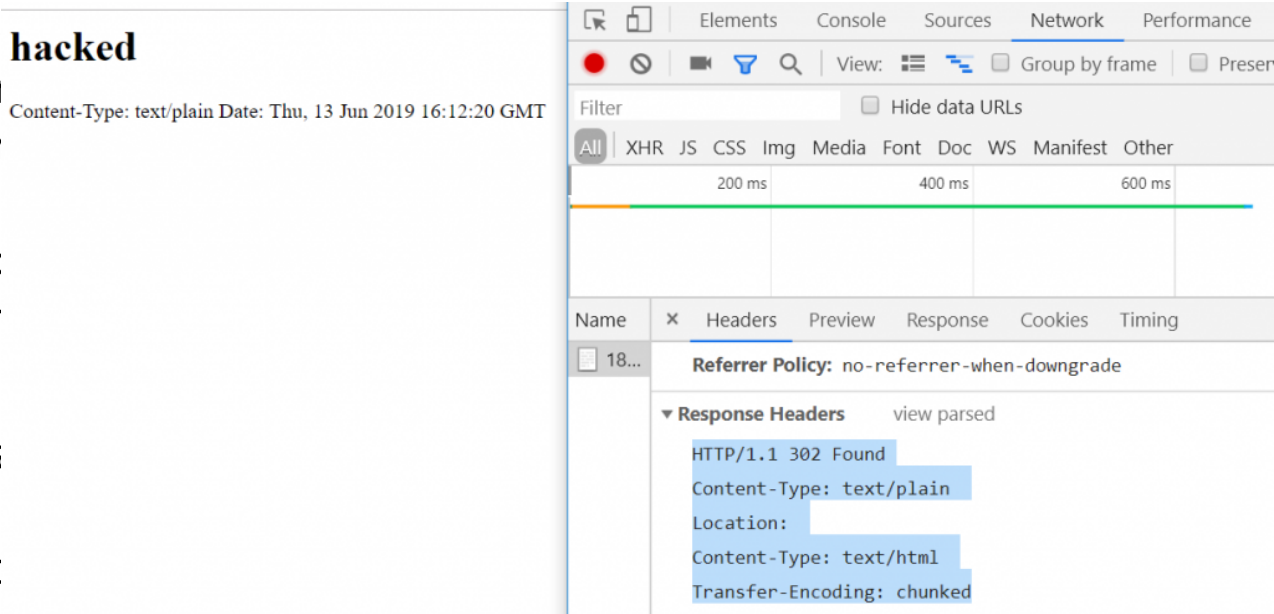 hacked
Content-Type: text/plain Date: Thu, 13 Jun 2019 16:12:20 GMT
Elements Console Sources Network Performance
View: Group by frame Preser
Filter Hide data URLs
All XHR JS CSS Img Media Font Doc WS Manifest Other
200 ms 400 ms 600 ms
Name × Headers Preview Response Cookies Timing
18...
Referrer Policy: no-referrer-when-downgrade
Response Headers view parsed
HTTP/1.1 302 Found
Content-Type: text/plain
Location:
Content-Type: text/html
Transfer-Encoding: chunked